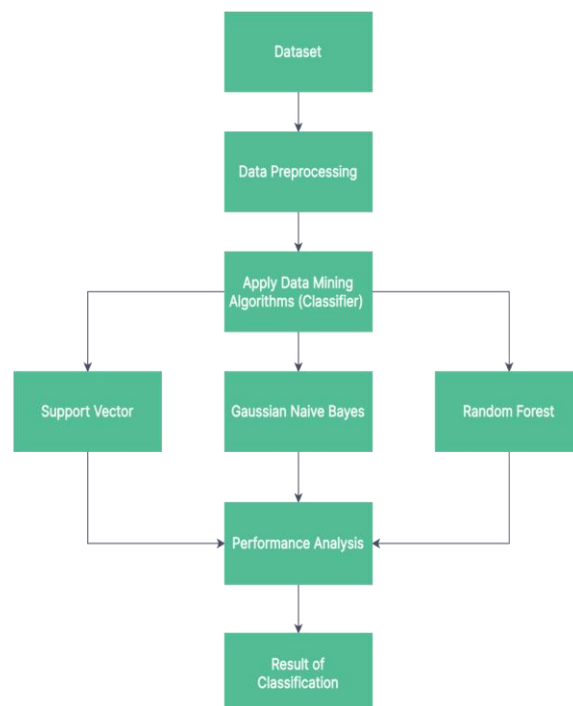 Dataset
Data Preprocessing
Apply Data Mining
Algorithms (Classifier)
Support Vector
Gaussian Naive Bayes
Random Forest
Performance Analysis
Result of
Classification